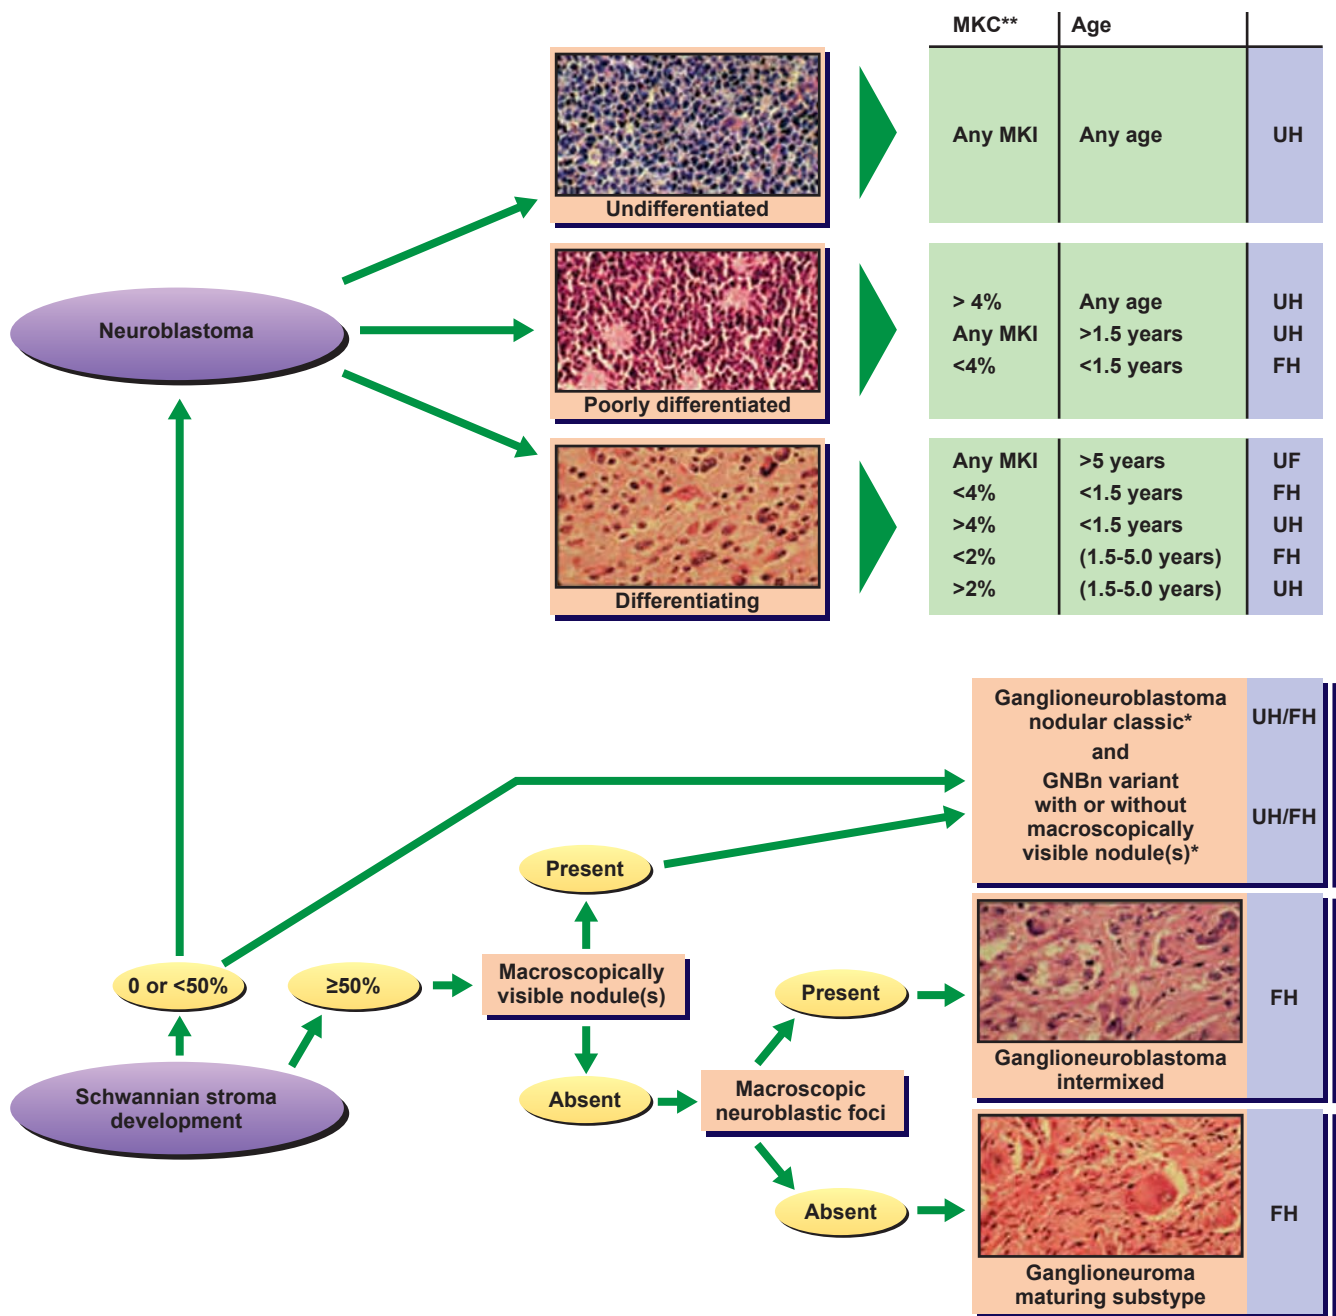 MKC** Age
Any MKI Any age UH
Undifferentiated
Neuroblastoma
> 4% Any age UH
Any MKI >1.5 years UH
<4% <1.5 years FH
Poorly differentiated
Any MKI >5 years UF
<4% <1.5 years FH
>4% <1.5 years UH
<2% (1.5-5.0 years) FH
>2% (1.5-5.0 years) UH
Differentiating
Ganglioneuroblastoma
nodular classic*
UH/FH
and
GNBn variant
with or without
macroscopically
visible nodule(s)*
UH/FH
Present
0 or <50%
≥50%
Macroscopically
visible nodule(s)
Present
FH
Ganglioneuroblastoma
intermixed
Schwannian stroma
development
Absent
Macroscopic
neuroblastic foci
Absent
FH
Ganglioneuroma
maturing substype